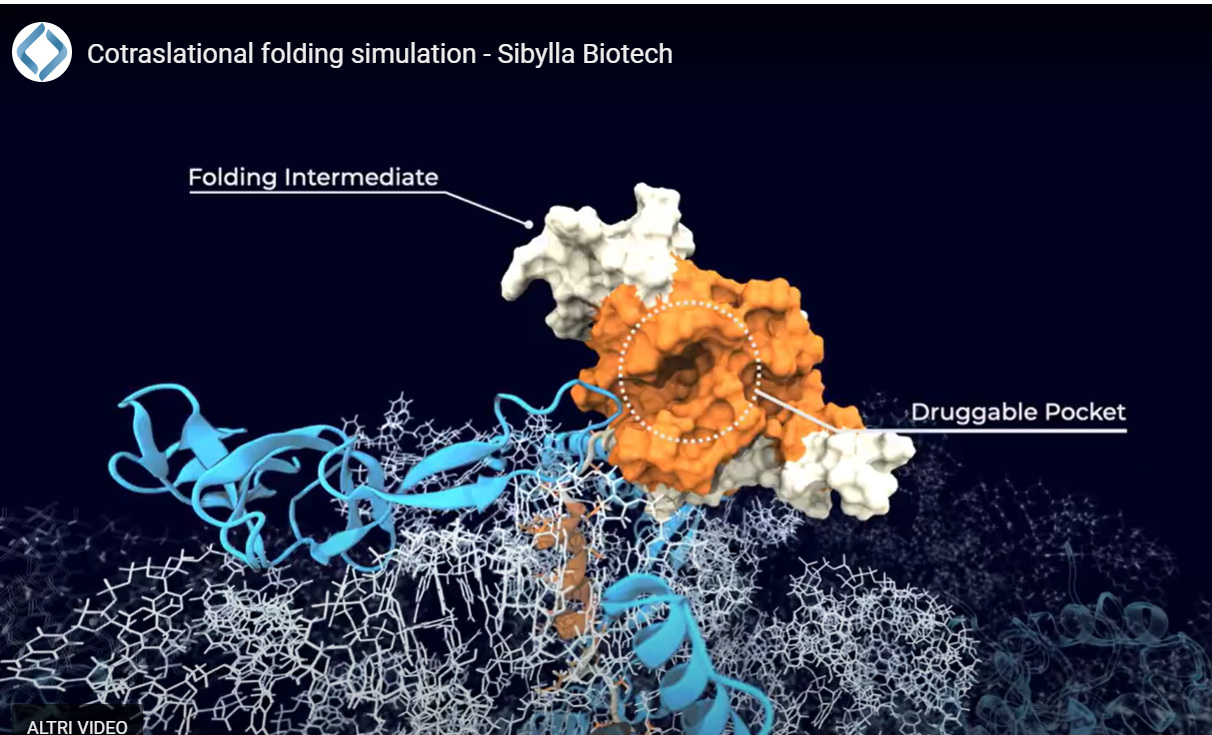 Cotraslational folding simulation - Sibylla Biotech
Folding Intermediate
Druggable Pocket
ALTRI VIDEO